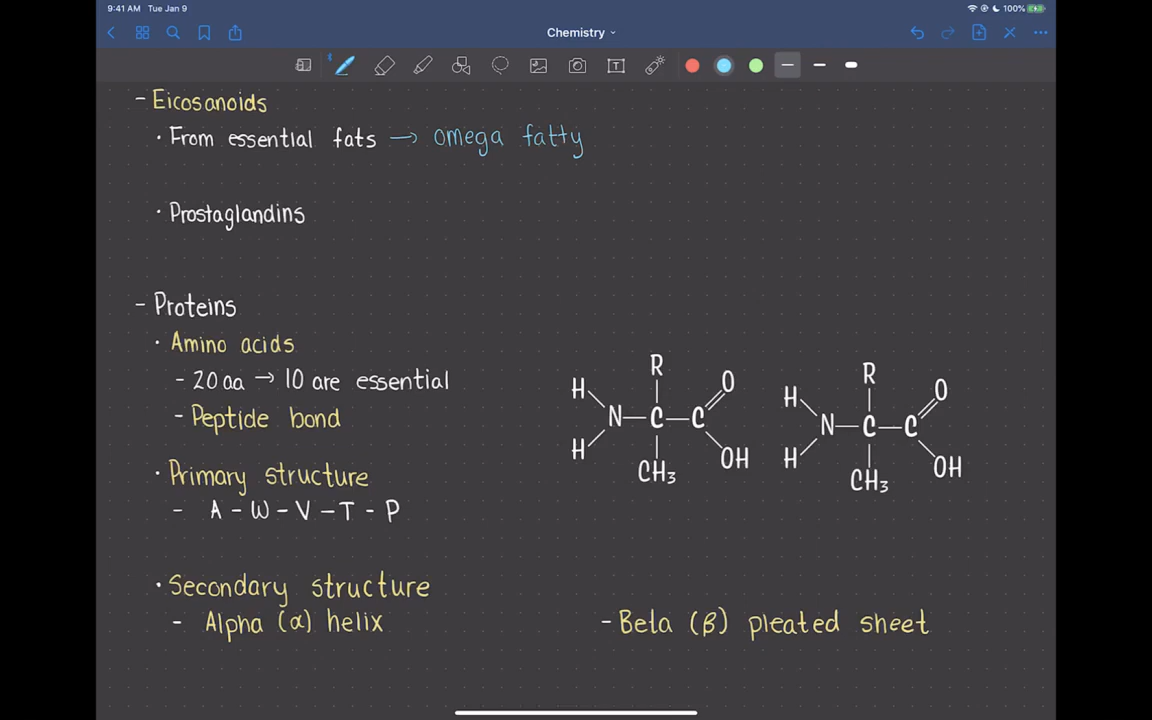 9:41 AM Tue Jan 9
100%
Chemistry
- Eicosanoids
· From essential fats → omega fatty
· Prostaglandins
- Proteins
· Amino acids
- 20 aa → 10 are essential
- Peptide bond
R R
H O H O
N C C N C C
H OH H OH
CH₃ CH₃
· Primary structure
- A - W - V - T - P
· Secondary structure
- Alpha (α) helix
- Beta (β) pleated sheet